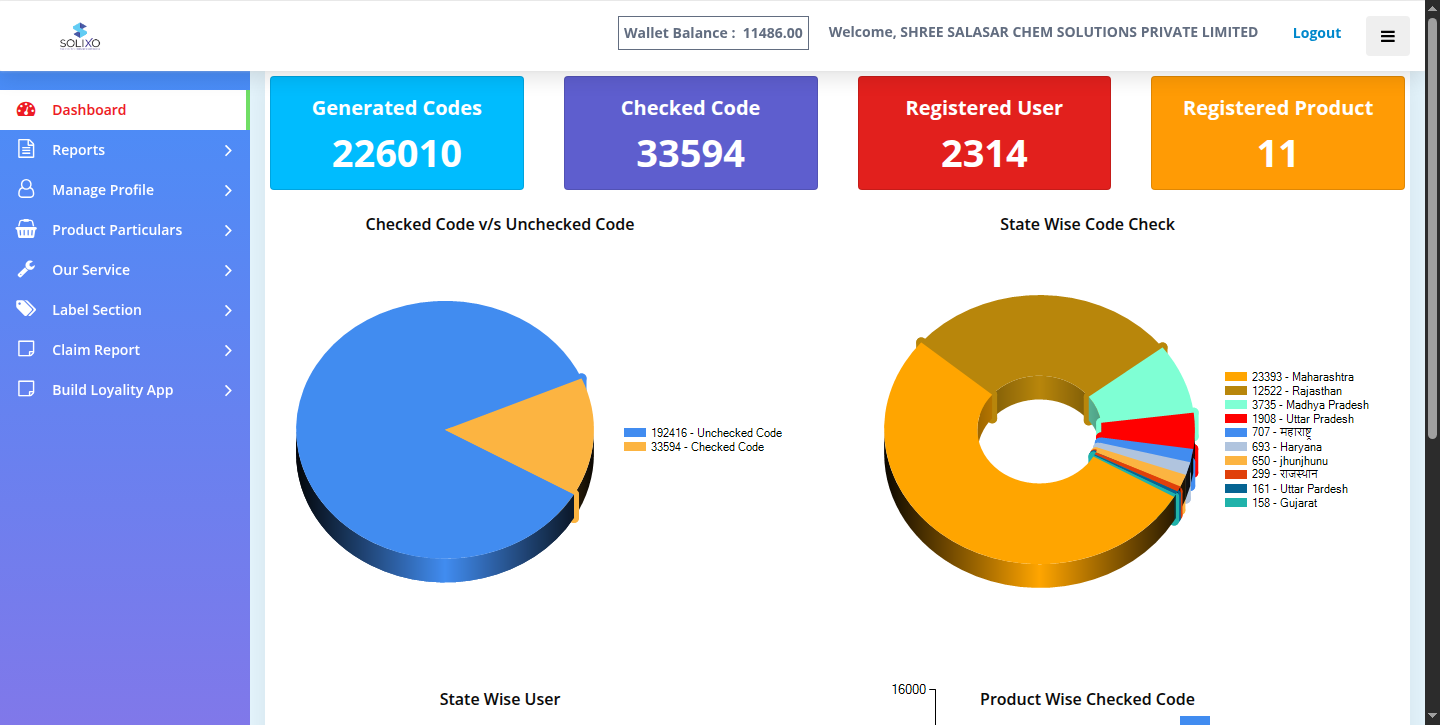 SOLIXO
Wallet Balance : 11486.00
Welcome, SHREE SALASAR CHEM SOLUTIONS PRIVATE LIMITED
Logout
Dashboard
Reports
Manage Profile
Product Particulars
Our Service
Label Section
Claim Report
Build Loyality App
Generated Codes
226010
Checked Code
33594
Registered User
2314
Registered Product
11
Checked Code v/s Unchecked Code
192416 - Unchecked Code
33594 - Checked Code
State Wise Code Check
23393 - Maharashtra
12522 - Rajasthan
3735 - Madhya Pradesh
1908 - Uttar Pradesh
707 - महाराष्ट्र
693 - Haryana
650 - jhunjhunu
299 - राजस्थान
161 - Uttar Pardesh
158 - Gujarat
State Wise User
Product Wise Checked Code
16000